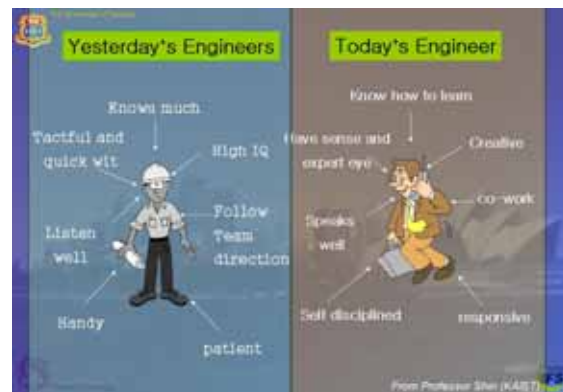 Yesterday's Engineers
Knows much
Tactful and
quick wit
High IQ
Listen
well
Follow
Team
direction
Handy
patient
Today's Engineer
Know how to learn
Have sense and
expert eye
Creative
Speaks
well
co-work
Self disciplined
responsive
From Professor Shin (KAIST)